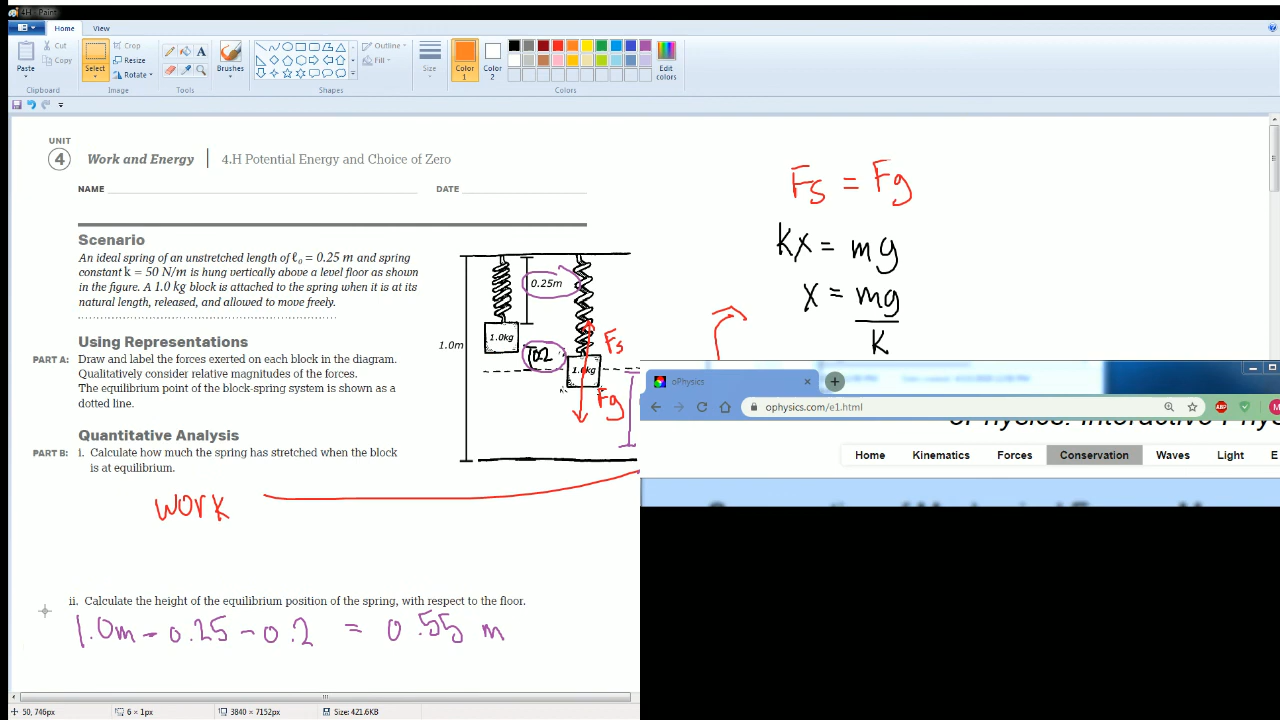 4H - Paint
Home View
Paste
Cut
Copy
Clipboard
Select
Crop
Resize
Rotate
Image
A
Tools
Brushes
Shapes
Outline
Fill
Size
Color 1
Color 2
Edit colors
Colors
UNIT
4 Work and Energy | 4.H Potential Energy and Choice of Zero
NAME DATE
Scenario
An ideal spring of an unstretched length of ℓ₀ = 0.25 m and spring
constant k = 50 N/m is hung vertically above a level floor as shown
in the figure. A 1.0 kg block is attached to the spring when it is at its
natural length, released, and allowed to move freely.
Using Representations
PART A: Draw and label the forces exerted on each block in the diagram.
Qualitatively consider relative magnitudes of the forces.
The equilibrium point of the block-spring system is shown as a
dotted line.
Quantitative Analysis
PART B: i. Calculate how much the spring has stretched when the block
is at equilibrium.
work
ii. Calculate the height of the equilibrium position of the spring, with respect to the floor.
1.0m - 0.25 - 0.2 = 0.55 m
0.25m
1.0kg
1.0m
0.2
1.0kg
Fs
Fg
Fs = Fg
kx = mg
x = mg
k
oPhysics
ophysics.com/e1.html
ABP
Home Kinematics Forces Conservation Waves Light E
50, 746px
6 × 1px
3840 × 7152px
Size: 421.6KB